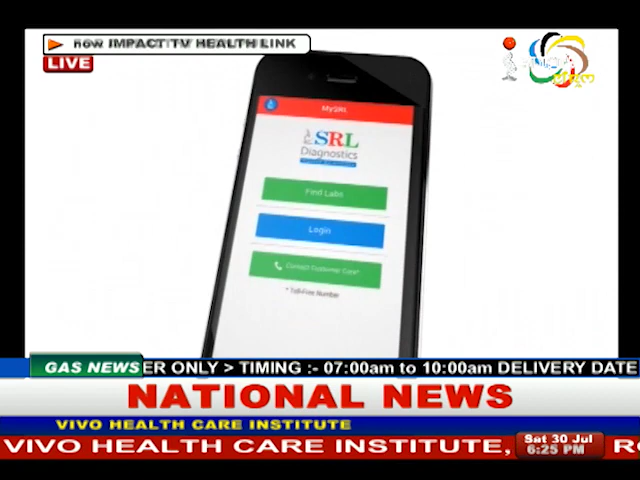 now IMPACT TV HEALTH LINK
LIVE
MySRL
SRL
Diagnostics
Find Labs
Login
Contact Customer Care*
* Toll-Free Number
GAS NEWS
ER ONLY > TIMING :- 07:00am to 10:00am DELIVERY DATE
NATIONAL NEWS
VIVO HEALTH CARE INSTITUTE
VIVO HEALTH CARE INSTITUTE,
Sat 30 Jul
6:25 PM